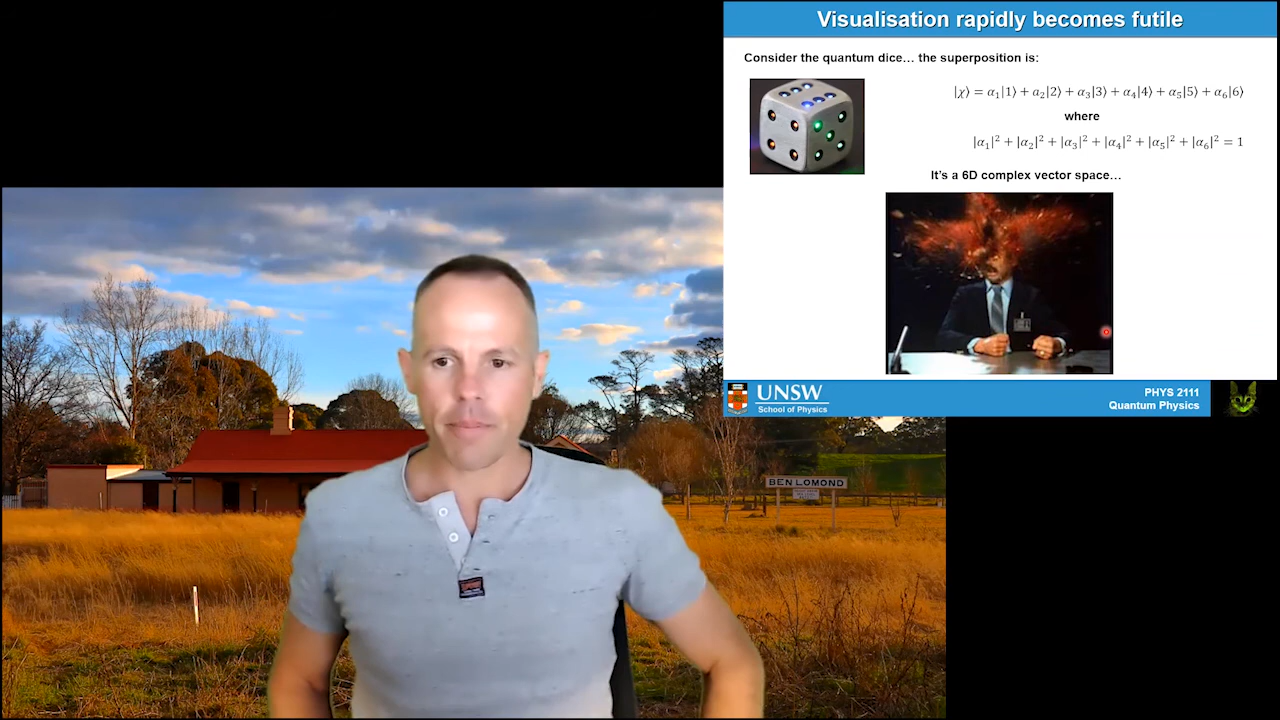 Visualisation rapidly becomes futile
Consider the quantum dice… the superposition is:
|χ⟩ = α₁|1⟩ + a₂|2⟩ + α₃|3⟩ + α₄|4⟩ + α₅|5⟩ + α₆|6⟩
where
|α₁|² + |α₂|² + |α₃|² + |α₄|² + |α₅|² + |α₆|² = 1
It's a 6D complex vector space…
UNSW
School of Physics
PHYS 2111
Quantum Physics
BEN LOMOND